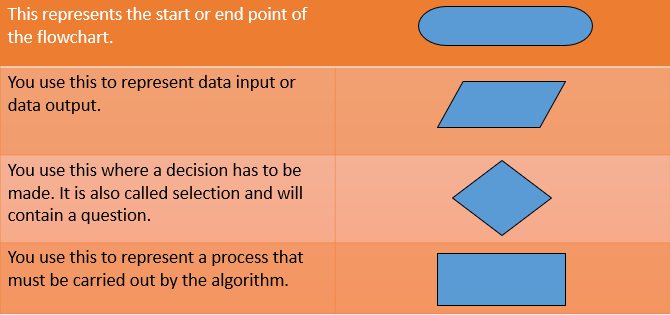 This represents the start or end point of
the flowchart.
You use this to represent data input or
data output.
You use this where a decision has to be
made. It is also called selection and will
contain a question.
You use this to represent a process that
must be carried out by the algorithm.